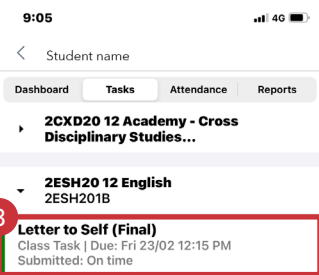 9:05
4G
Student name
Dashboard Tasks Attendance Reports
2CXD20 12 Academy - Cross
Disciplinary Studies...
2ESH20 12 English
2ESH201B
3
Letter to Self (Final)
Class Task | Due: Fri 23/02 12:15 PM
Submitted: On time